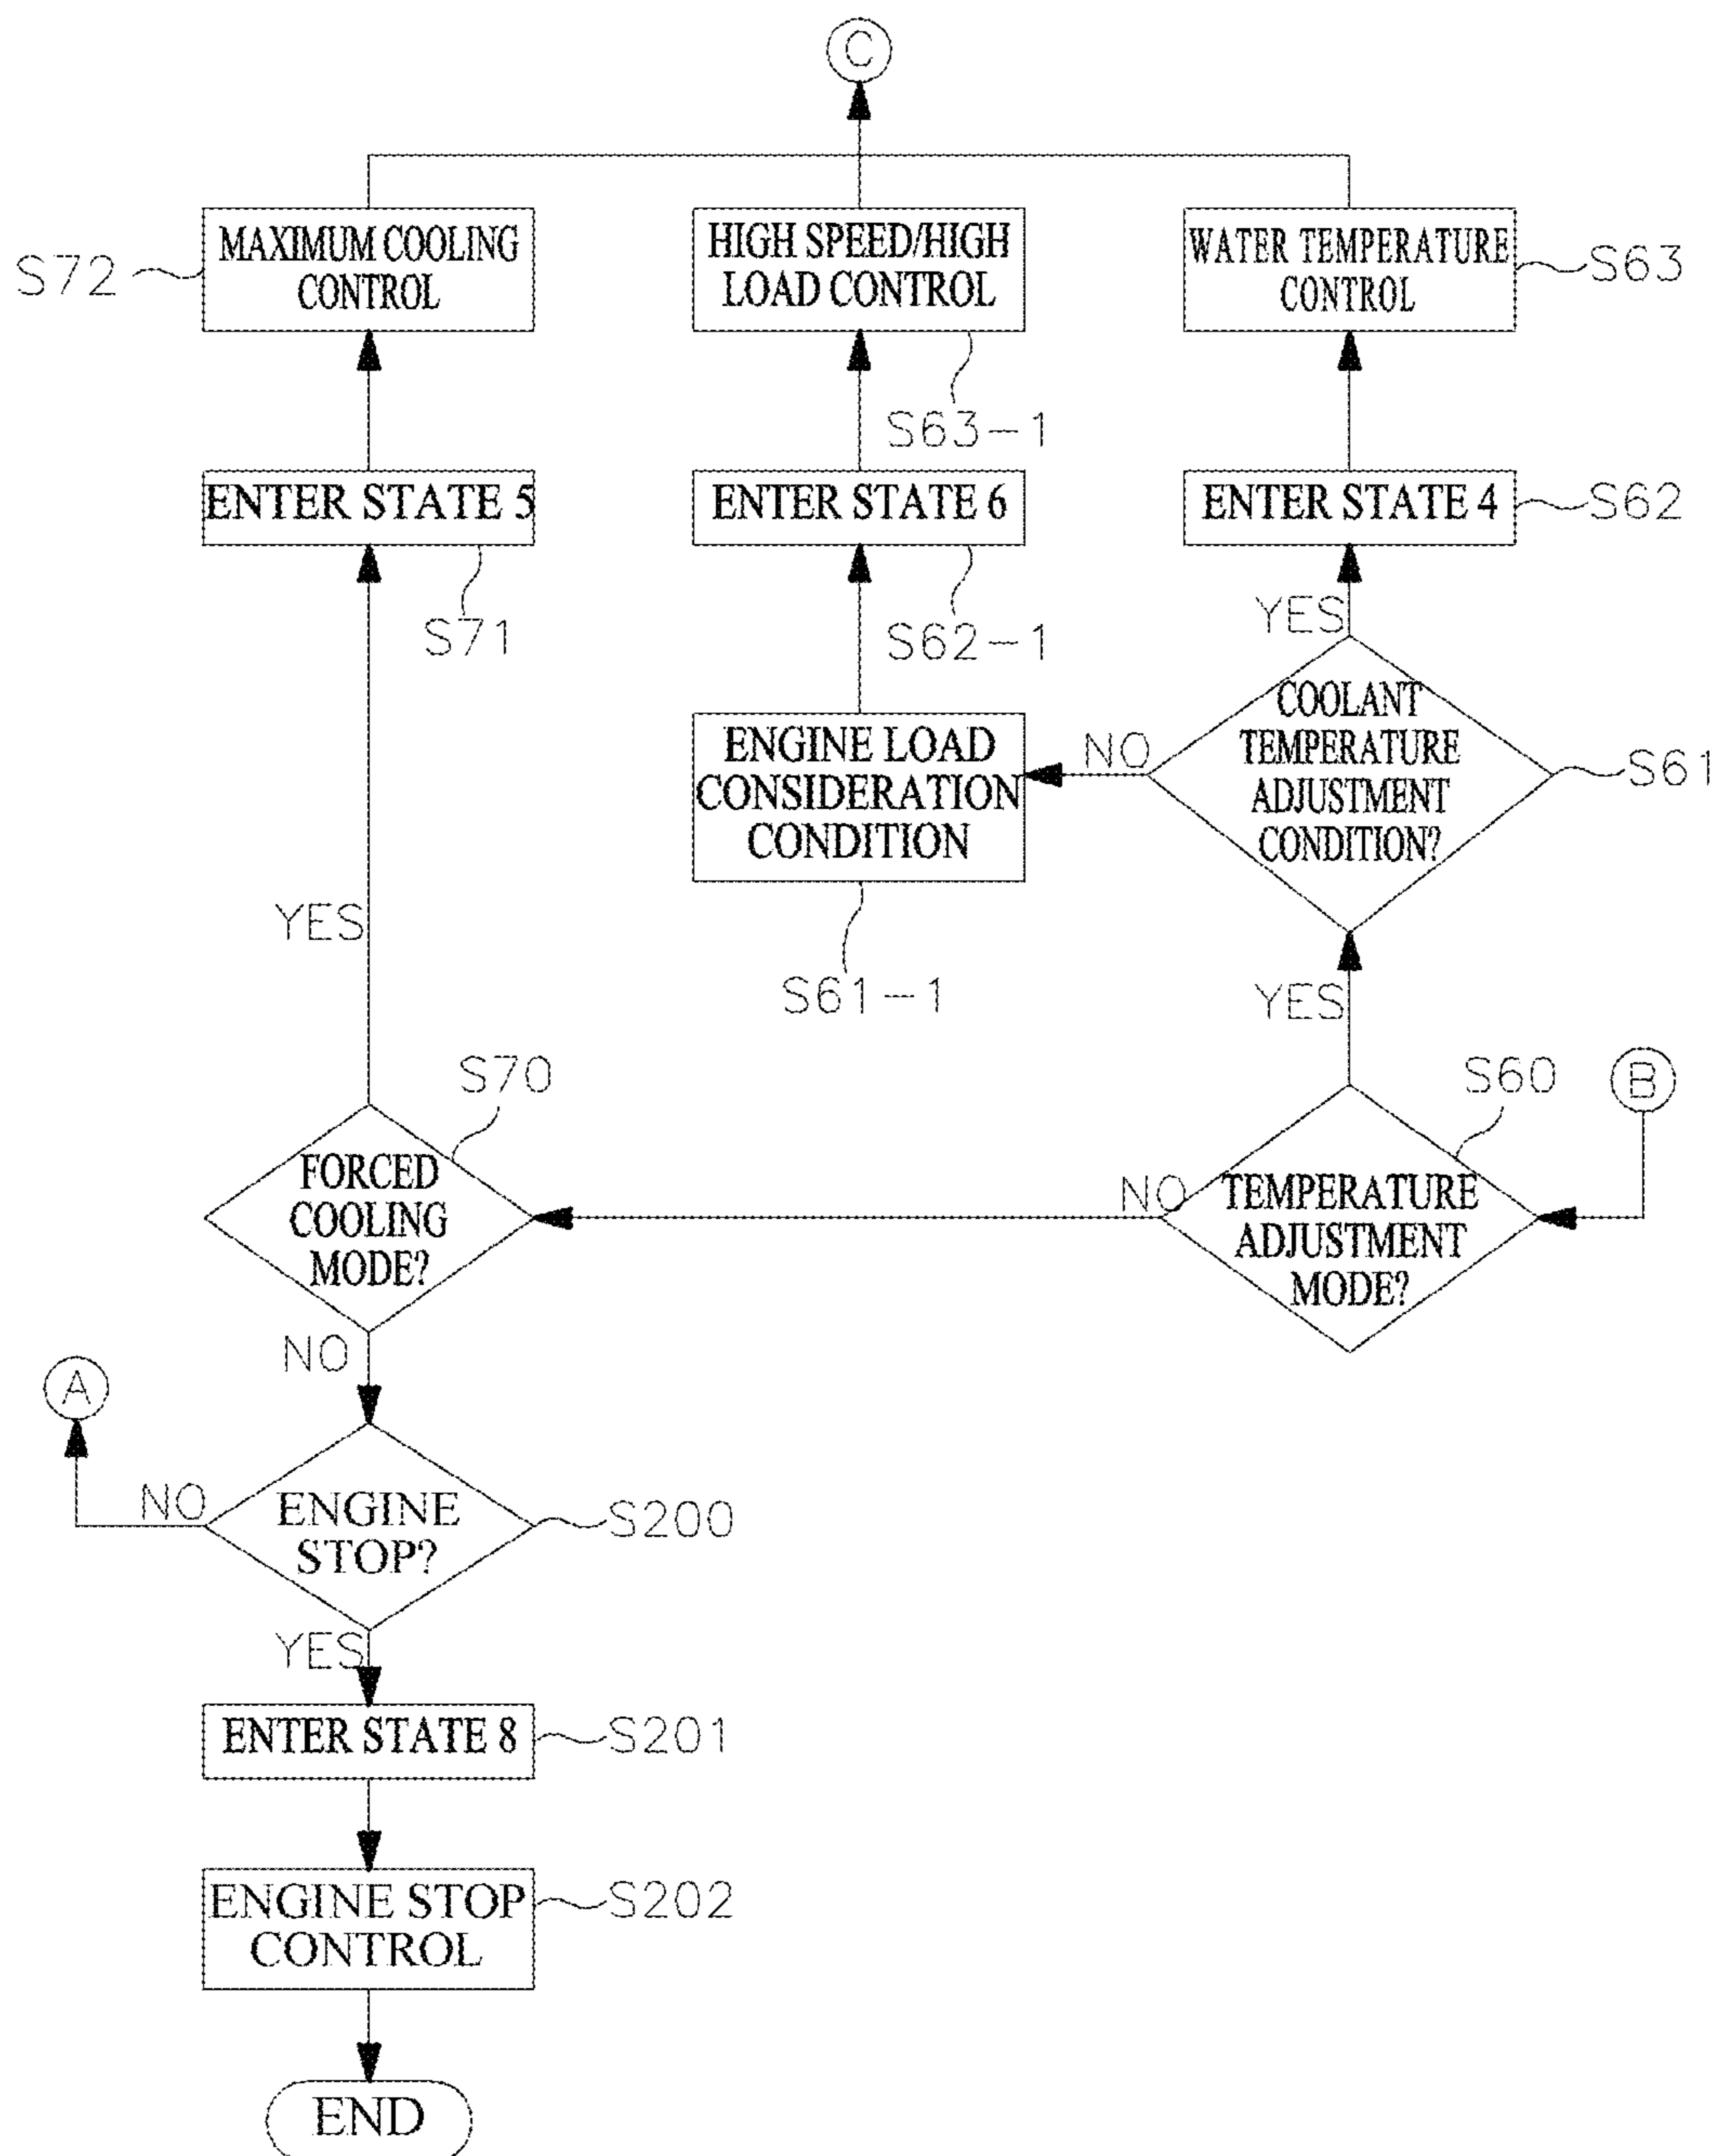 C
MAXIMUM COOLING
CONTROL
S72
HIGH SPEED/HIGH
LOAD CONTROL
S63-1
WATER TEMPERATURE
CONTROL
S63
ENTER STATE 5
S71
ENTER STATE 6
S62-1
ENTER STATE 4
S62
YES
COOLANT
TEMPERATURE
ADJUSTMENT
CONDITION?
S61
NO
ENGINE LOAD
CONSIDERATION
CONDITION
S61-1
YES
YES
S70
FORCED
COOLING
MODE?
S60
B
NO
TEMPERATURE
ADJUSTMENT
MODE?
NO
A
NO
ENGINE
STOP?
S200
YES
ENTER STATE 8
S201
ENGINE STOP
CONTROL
S202
END